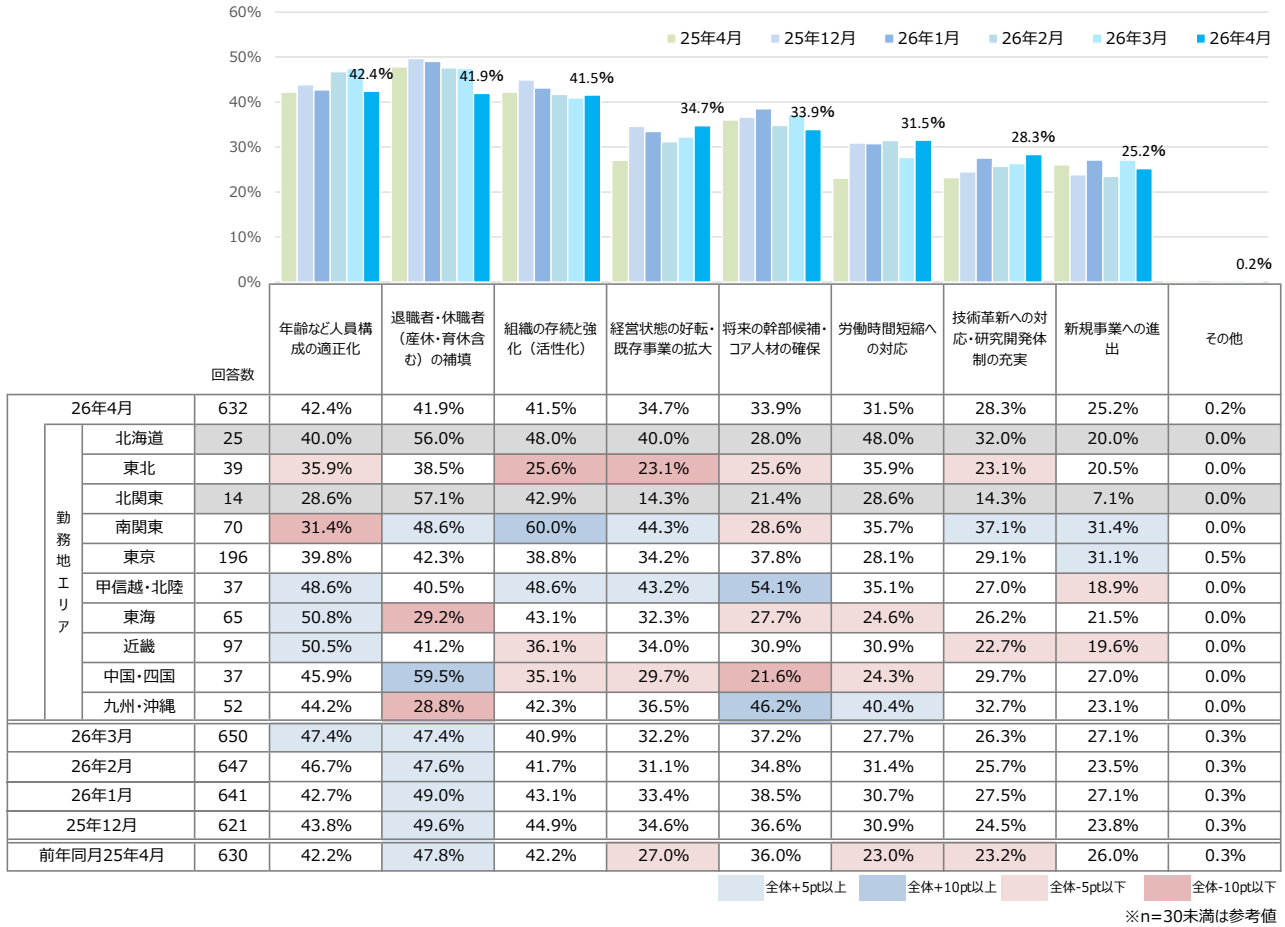 60%
50%
40%
30%
20%
10%
0%
25年4月 25年12月 26年1月 26年2月 26年3月 26年4月
42.4% 41.9% 41.5% 34.7% 33.9% 31.5% 28.3% 25.2% 0.2%
回答数
年齢など人員構
成の適正化
退職者・休職者
（産休・育休含
む）の補填
組織の存続と強
化（活性化）
経営状態の好転・
既存事業の拡大
将来の幹部候補・
コア人材の確保
労働時間短縮へ
の対応
技術革新への対
応・研究開発体
制の充実
新規事業への進
出
その他
26年4月 632 42.4% 41.9% 41.5% 34.7% 33.9% 31.5% 28.3% 25.2% 0.2%
勤務地エリア
北海道 25 40.0% 56.0% 48.0% 40.0% 28.0% 48.0% 32.0% 20.0% 0.0%
東北 39 35.9% 38.5% 25.6% 23.1% 25.6% 35.9% 23.1% 20.5% 0.0%
北関東 14 28.6% 57.1% 42.9% 14.3% 21.4% 28.6% 14.3% 7.1% 0.0%
南関東 70 31.4% 48.6% 60.0% 44.3% 28.6% 35.7% 37.1% 31.4% 0.0%
東京 196 39.8% 42.3% 38.8% 34.2% 37.8% 28.1% 29.1% 31.1% 0.5%
甲信越・北陸 37 48.6% 40.5% 48.6% 43.2% 54.1% 35.1% 27.0% 18.9% 0.0%
東海 65 50.8% 29.2% 43.1% 32.3% 27.7% 24.6% 26.2% 21.5% 0.0%
近畿 97 50.5% 41.2% 36.1% 34.0% 30.9% 30.9% 22.7% 19.6% 0.0%
中国・四国 37 45.9% 59.5% 35.1% 29.7% 21.6% 24.3% 29.7% 27.0% 0.0%
九州・沖縄 52 44.2% 28.8% 42.3% 36.5% 46.2% 40.4% 32.7% 23.1% 0.0%
26年3月 650 47.4% 47.4% 40.9% 32.2% 37.2% 27.7% 26.3% 27.1% 0.3%
26年2月 647 46.7% 47.6% 41.7% 31.1% 34.8% 31.4% 25.7% 23.5% 0.3%
26年1月 641 42.7% 49.0% 43.1% 33.4% 38.5% 30.7% 27.5% 27.1% 0.3%
25年12月 621 43.8% 49.6% 44.9% 34.6% 36.6% 30.9% 24.5% 23.8% 0.3%
前年同月25年4月 630 42.2% 47.8% 42.2% 27.0% 36.0% 23.0% 23.2% 26.0% 0.3%
全体+5pt以上 全体+10pt以上 全体-5pt以下 全体-10pt以下
※n=30未満は参考値